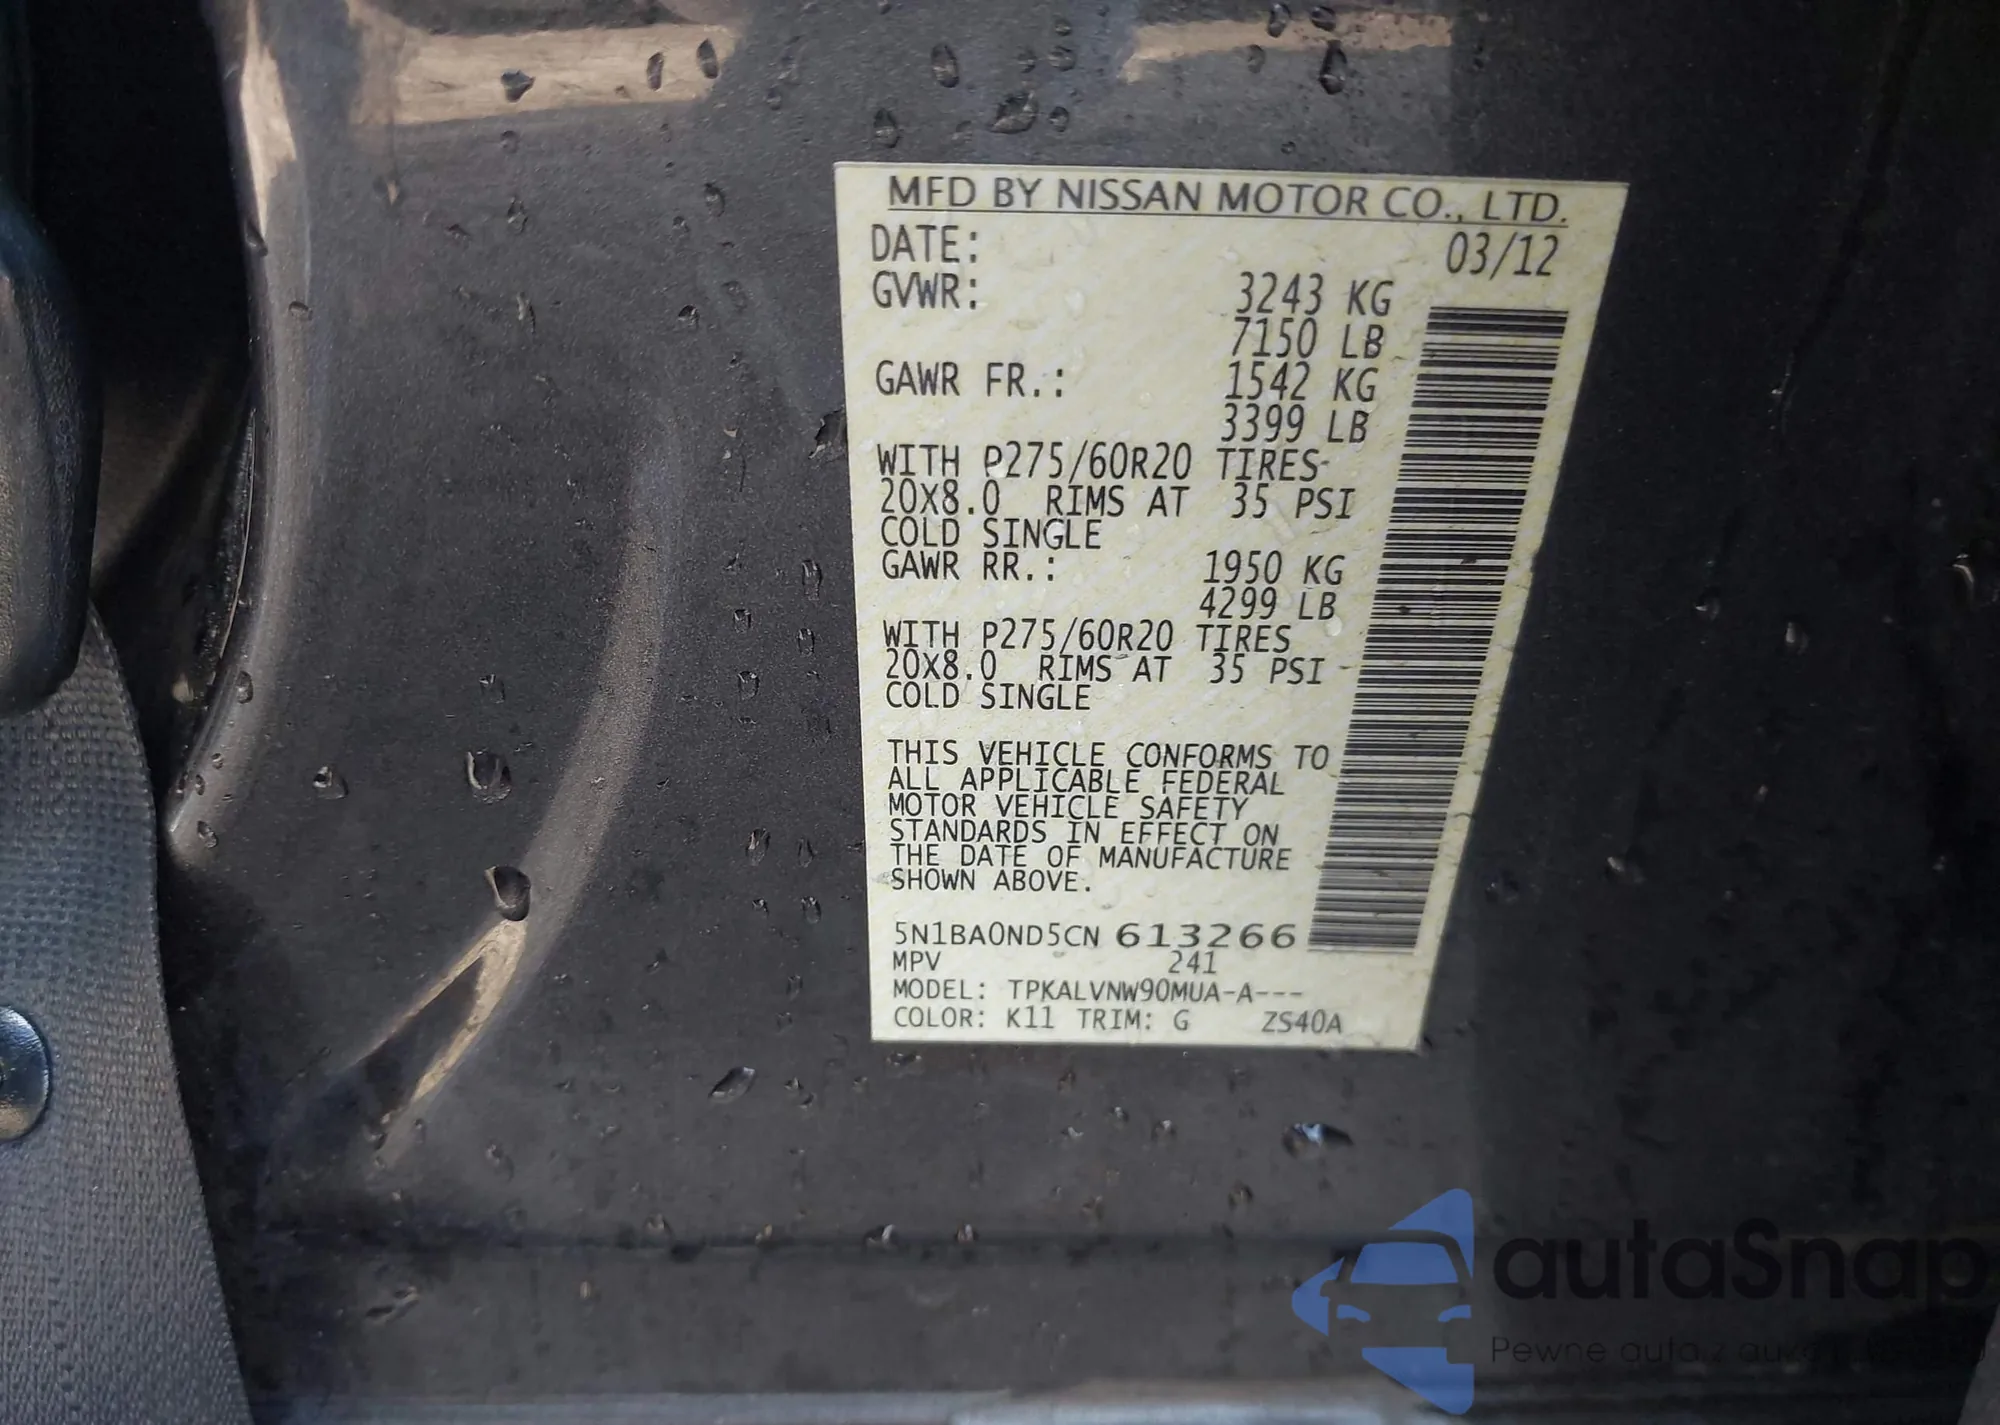 MFD BY NISSAN MOTOR CO., LTD.
DATE: 03/12
GVWR: 3243 KG
7150 LB
GAWR FR.: 1542 KG
3399 LB
WITH P275/60R20 TIRES
20X8.0 RIMS AT 35 PSI
COLD SINGLE
GAWR RR.: 1950 KG
4299 LB
WITH P275/60R20 TIRES
20X8.0 RIMS AT 35 PSI
COLD SINGLE
THIS VEHICLE CONFORMS TO
ALL APPLICABLE FEDERAL
MOTOR VEHICLE SAFETY
STANDARDS IN EFFECT ON
THE DATE OF MANUFACTURE
SHOWN ABOVE.
5N1BA0ND5CN 613266
MPV 241
MODEL: TPKALVNW90MUA-A---
COLOR: K11 TRIM: G ZS40A
autaSnap
Pewne auta z